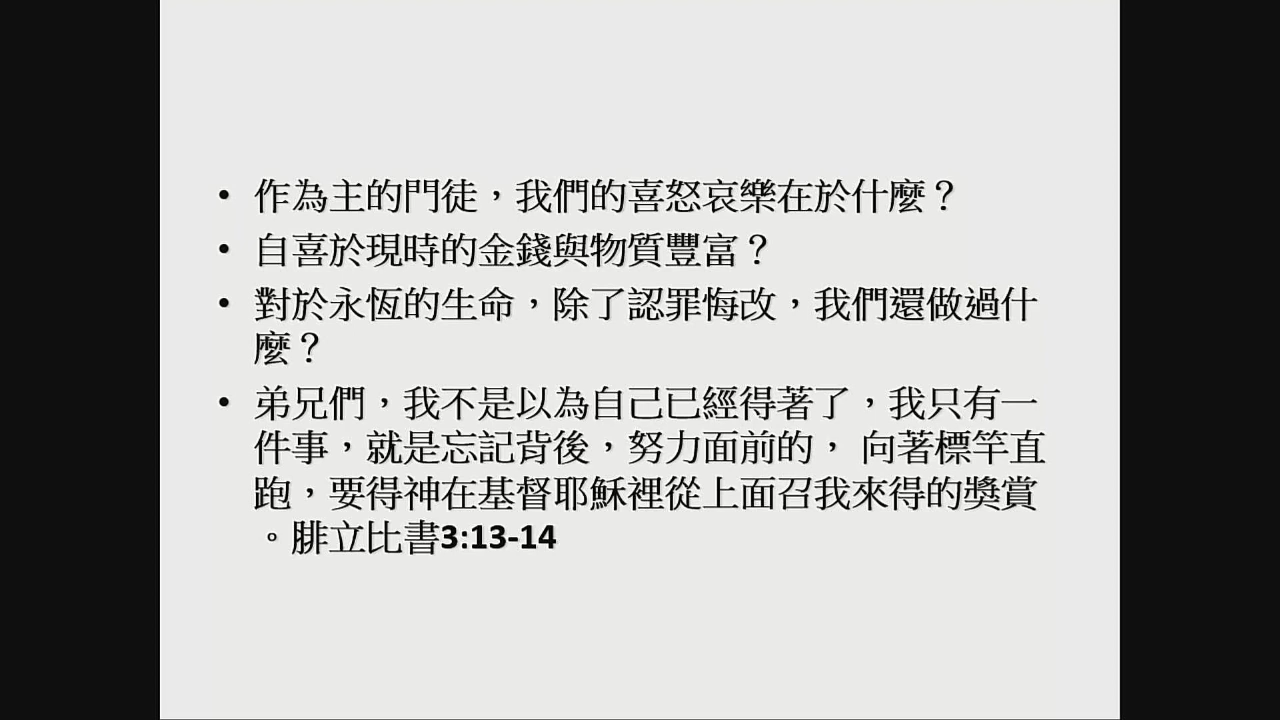 • 作為主的門徒，我們的喜怒哀樂在於什麼？
• 自喜於現時的金錢與物質豐富？
• 對於永恆的生命，除了認罪悔改，我們還做過什
麼？
• 弟兄們，我不是以為自己已經得著了，我只有一
件事，就是忘記背後，努力面前的， 向著標竿直
跑，要得神在基督耶穌裡從上面召我來得的獎賞
。腓立比書3:13-14